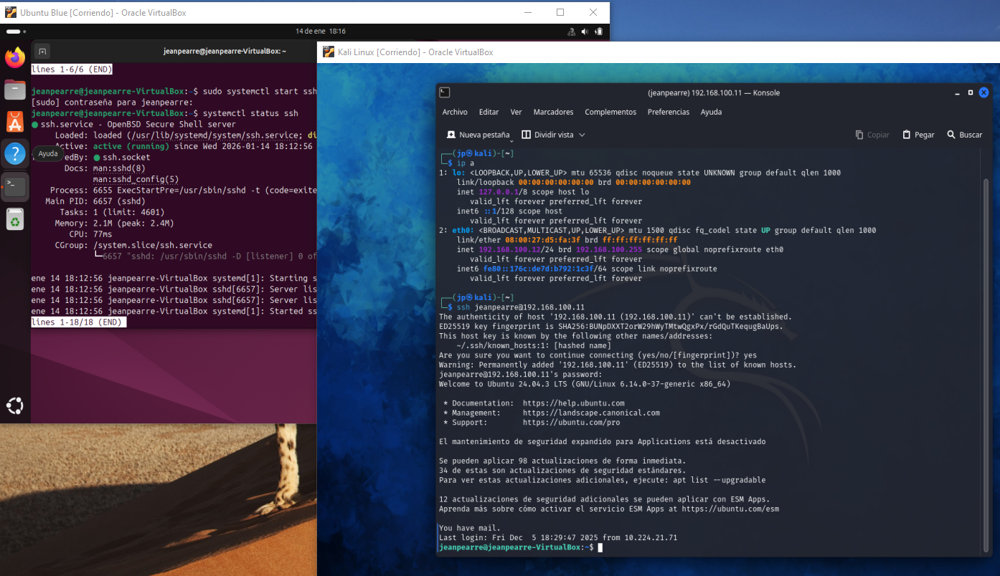 Ubuntu Blue [Corriendo] - Oracle VirtualBox
14 de ene 18:16
jeanpearre@jeanpearre-VirtualBox: ~
lines 1-6/6 (END)
jeanpearre@jeanpearre-VirtualBox:~$ sudo systemctl start ssh
[sudo] contraseña para jeanpearre:
jeanpearre@jeanpearre-VirtualBox:~$ systemctl status ssh
● ssh.service - OpenBSD Secure Shell server
Loaded: loaded (/usr/lib/systemd/system/ssh.service; di
Active: active (running) since Wed 2026-01-14 18:12:56
Ayuda
edBy: ● ssh.socket
Docs: man:sshd(8)
man:sshd_config(5)
Process: 6655 ExecStartPre=/usr/sbin/sshd -t (code=exite
Main PID: 6657 (sshd)
Tasks: 1 (limit: 4601)
Memory: 2.1M (peak: 2.4M)
CPU: 77ms
CGroup: /system.slice/ssh.service
└─6657 "sshd: /usr/sbin/sshd -D [listener] 0 of
ene 14 18:12:56 jeanpearre-VirtualBox systemd[1]: Starting s
ene 14 18:12:56 jeanpearre-VirtualBox sshd[6657]: Server lis
ene 14 18:12:56 jeanpearre-VirtualBox sshd[6657]: Server lis
ene 14 18:12:56 jeanpearre-VirtualBox systemd[1]: Started ss
lines 1-18/18 (END)
Kali Linux [Corriendo] - Oracle VirtualBox
(jeanpearre) 192.168.100.11 — Konsole
Archivo Editar Ver Marcadores Complementos Preferencias Ayuda
Nueva pestaña Dividir vista Copiar Pegar Buscar
┌──(jp㉿kali)-[~]
└─$ ip a
1: lo: <LOOPBACK,UP,LOWER_UP> mtu 65536 qdisc noqueue state UNKNOWN group default qlen 1000
link/loopback 00:00:00:00:00:00 brd 00:00:00:00:00:00
inet 127.0.0.1/8 scope host lo
valid_lft forever preferred_lft forever
inet6 ::1/128 scope host
valid_lft forever preferred_lft forever
2: eth0: <BROADCAST,MULTICAST,UP,LOWER_UP> mtu 1500 qdisc fq_codel state UP group default qlen 1000
link/ether 08:00:27:d5:fa:3f brd ff:ff:ff:ff:ff:ff
inet 192.168.100.12/24 brd 192.168.100.255 scope global noprefixroute eth0
valid_lft forever preferred_lft forever
inet6 fe80::176c:de7d:b792:1c3f/64 scope link noprefixroute
valid_lft forever preferred_lft forever
┌──(jp㉿kali)-[~]
└─$ ssh jeanpearre@192.168.100.11
The authenticity of host '192.168.100.11 (192.168.100.11)' can't be established.
ED25519 key fingerprint is SHA256:BUNpDXXT2orW29hWyTMtwQgxPx/rGdQuTKequgBaUps.
This host key is known by the following other names/addresses:
~/.ssh/known_hosts:1: [hashed name]
Are you sure you want to continue connecting (yes/no/[fingerprint])? yes
Warning: Permanently added '192.168.100.11' (ED25519) to the list of known hosts.
jeanpearre@192.168.100.11's password:
Welcome to Ubuntu 24.04.3 LTS (GNU/Linux 6.14.0-37-generic x86_64)
* Documentation: https://help.ubuntu.com
* Management: https://landscape.canonical.com
* Support: https://ubuntu.com/pro
El mantenimiento de seguridad expandido para Applications está desactivado
Se pueden aplicar 98 actualizaciones de forma inmediata.
34 de estas son actualizaciones de seguridad estándares.
Para ver estas actualizaciones adicionales, ejecute: apt list --upgradable
12 actualizaciones de seguridad adicionales se pueden aplicar con ESM Apps.
Aprenda más sobre cómo activar el servicio ESM Apps at https://ubuntu.com/esm
You have mail.
Last login: Fri Dec  5 18:29:47 2025 from 10.224.21.71
jeanpearre@jeanpearre-VirtualBox:~$